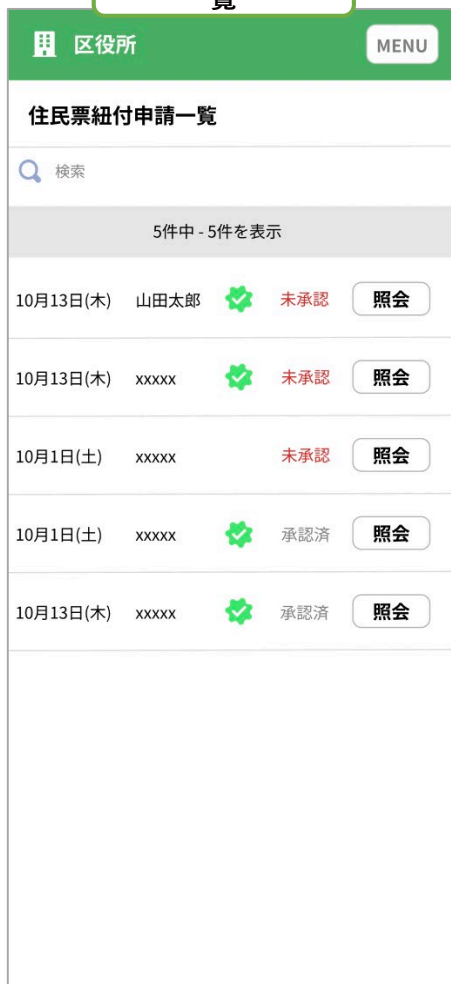 覧
区役所 MENU
住民票紐付申請一覧
検索
5件中 - 5件を表示
10月13日(木) 山田太郎 未承認 照会
10月13日(木) xxxxx 未承認 照会
10月1日(土) xxxxx 未承認 照会
10月1日(土) xxxxx 承認済 照会
10月13日(木) xxxxx 承認済 照会